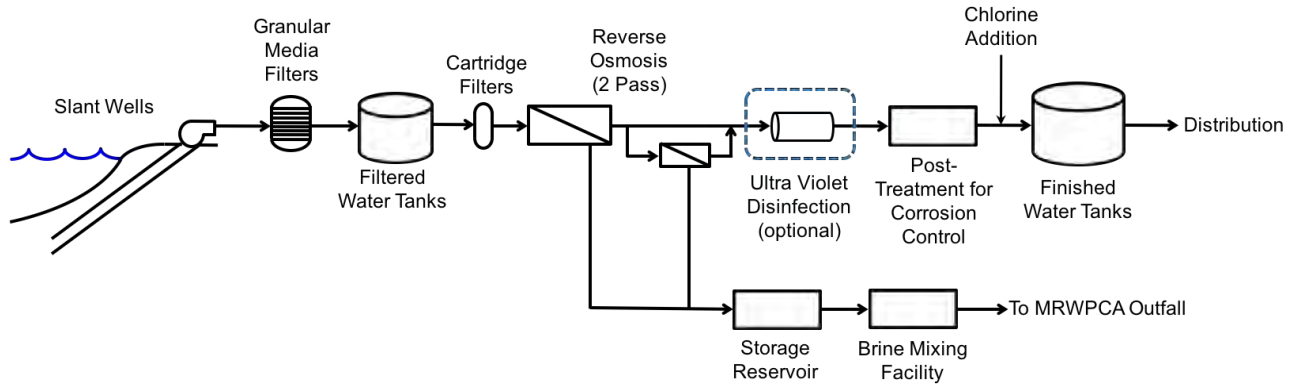 Slant Wells
Granular
Media
Filters
Filtered
Water Tanks
Cartridge
Filters
Reverse
Osmosis
(2 Pass)
Ultra Violet
Disinfection
(optional)
Post-
Treatment for
Corrosion
Control
Chlorine
Addition
Finished
Water Tanks
Distribution
Storage
Reservoir
Brine Mixing
Facility
To MRWPCA Outfall